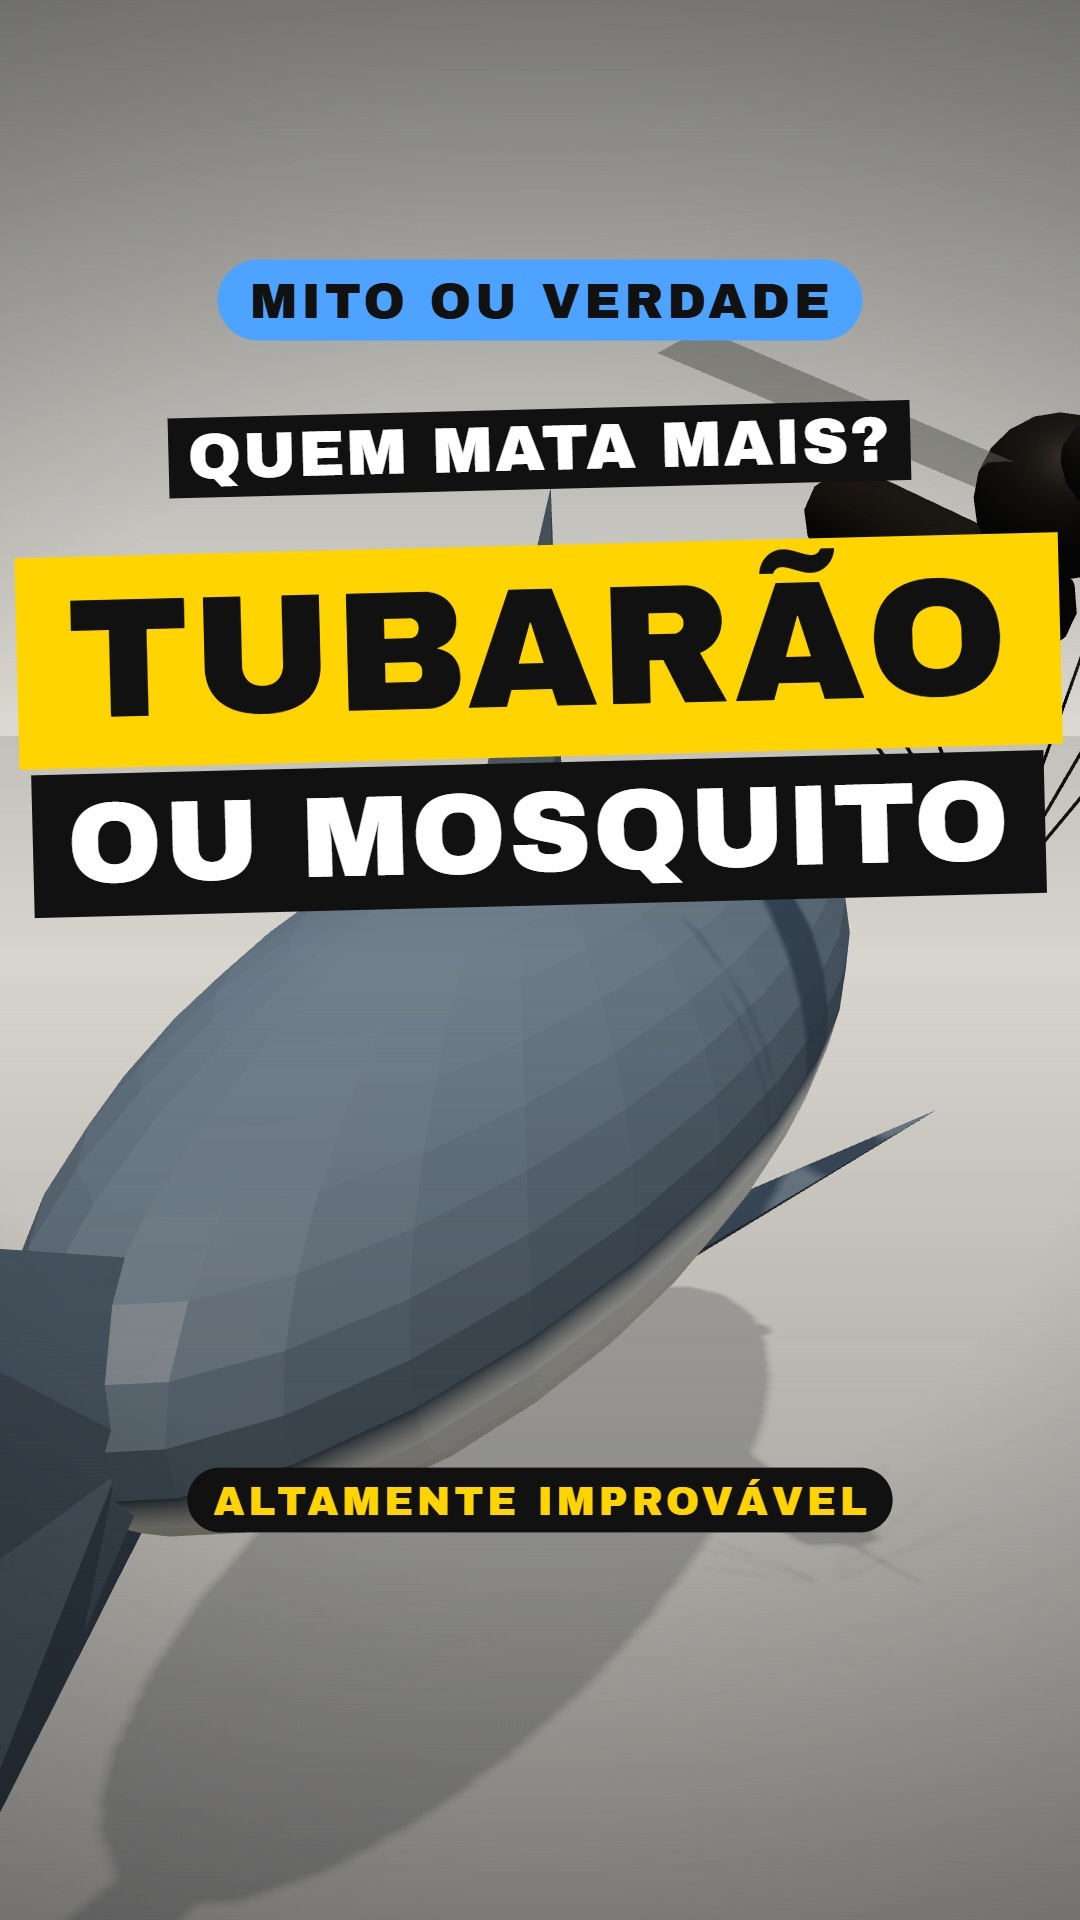 MITO OU VERDADE
QUEM MATA MAIS?
TUBARÃO
OU MOSQUITO
ALTAMENTE IMPROVÁVEL